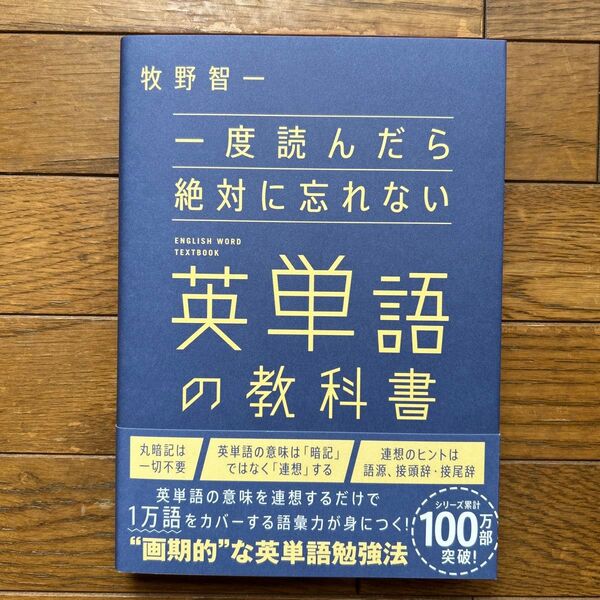 牧野智一
一度読んだら
絶対に忘れない
ENGLISH WORD
TEXTBOOK
英単語
の教科書
丸暗記は
一切不要
英単語の意味は「暗記」
ではなく「連想」する
連想のヒントは
語源、接頭辞・接尾辞
英単語の意味を連想するだけで
1万語をカバーする語彙力が身につく!
“画期的”な英単語勉強法
シリーズ累計
100万部
突破!